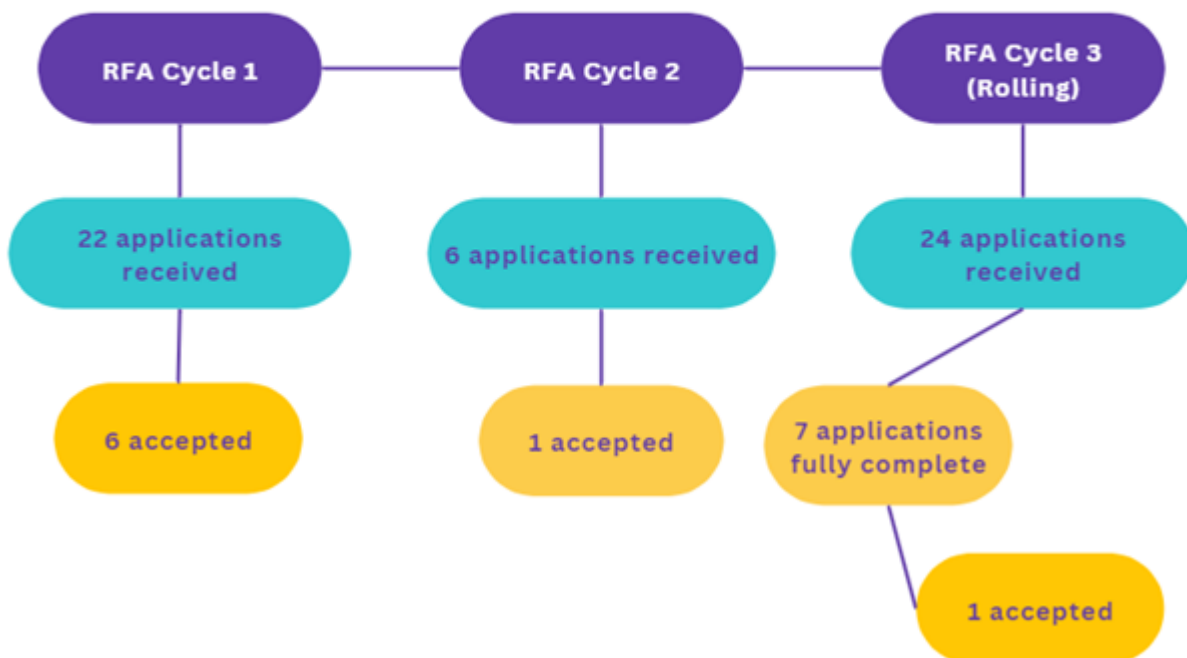 RFA Cycle 1
RFA Cycle 2
RFA Cycle 3
(Rolling)
22 applications
received
6 applications received
24 applications
received
6 accepted
1 accepted
7 applications
fully complete
1 accepted